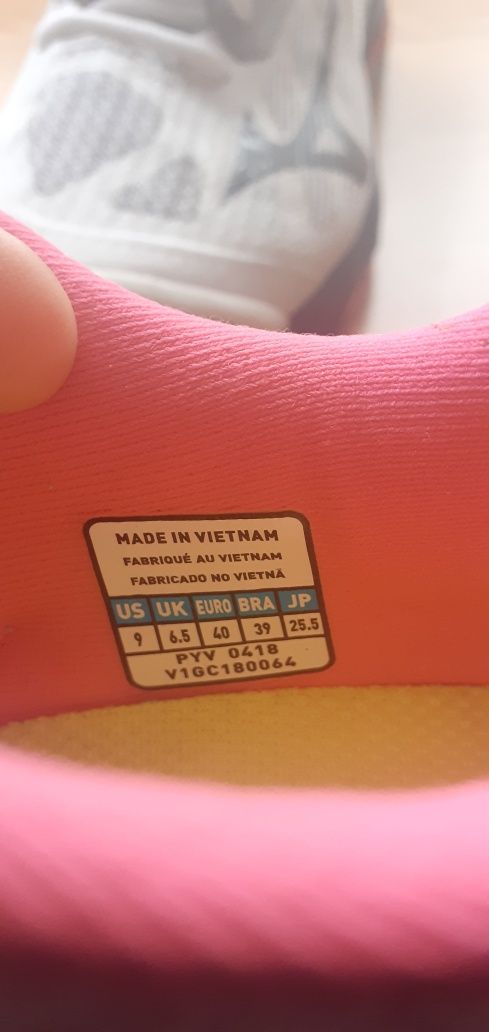 MADE IN VIETNAM
FABRIQUÉ AU VIETNAM
FABRICADO NO VIETNÃ
US UK EURO BRA JP
9 6.5 40 39 25.5
PYV 0418
V1GC180064